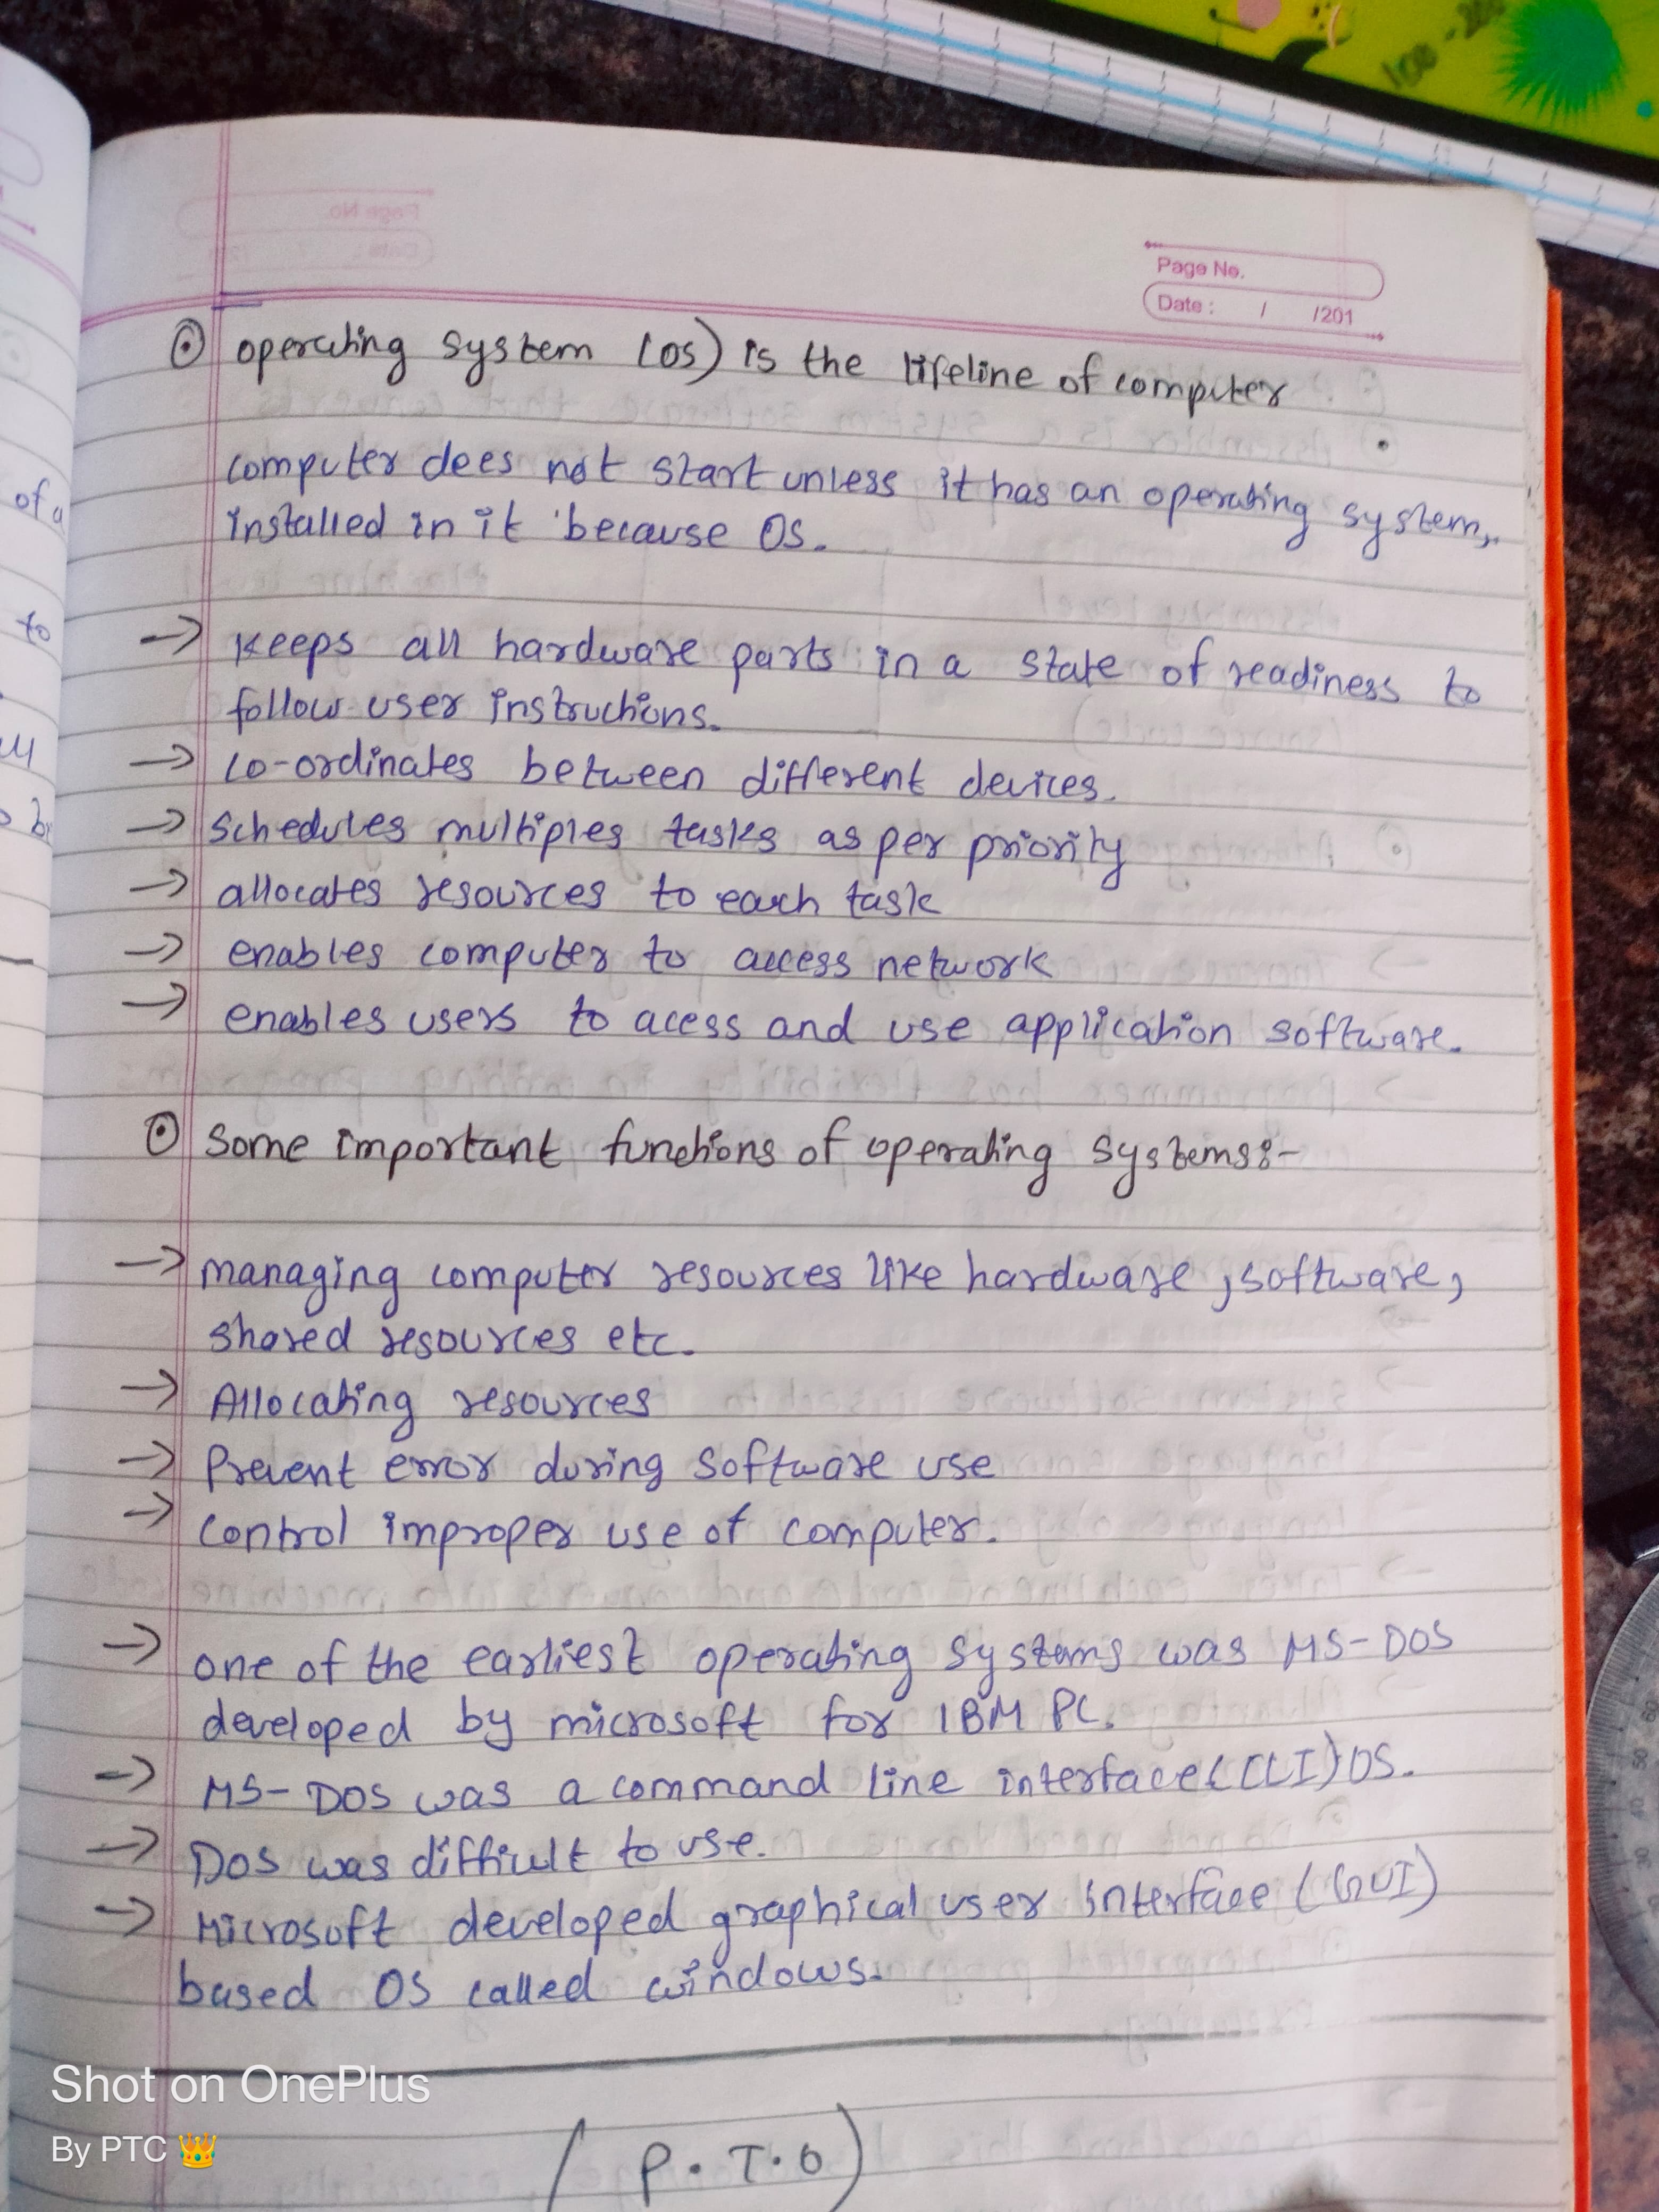 Page No.
Date : / /201
⊙ operating system (OS) is the lifeline of computer
computer does not start unless it has an operating system,
installed in it because OS.
→ Keeps all hardware parts in a state of readiness to
follow user instructions.
→ co-ordinates between different devices.
→ schedules multiples tasks as per priority
→ allocates resources to each task
→ enables computer to access network
→ enables users to acess and use application software.
⊙ Some important functions of operating systems:-
→ managing computer resources like hardware, software,
shared resources etc.
→ Allocating resources
→ Prevent error during software use
→ control improper use of computer.
→ one of the earliest operating systems was MS-DOS
developed by microsoft for IBM PC.
→ MS-DOS was a command line interface (CLI) OS.
→ DOS was difficult to use.
→ Microsoft developed graphical user interface (GUI)
based OS called windows.
(P.T.O)
Shot on OnePlus
By PTC 👑
of a
to
100 -200